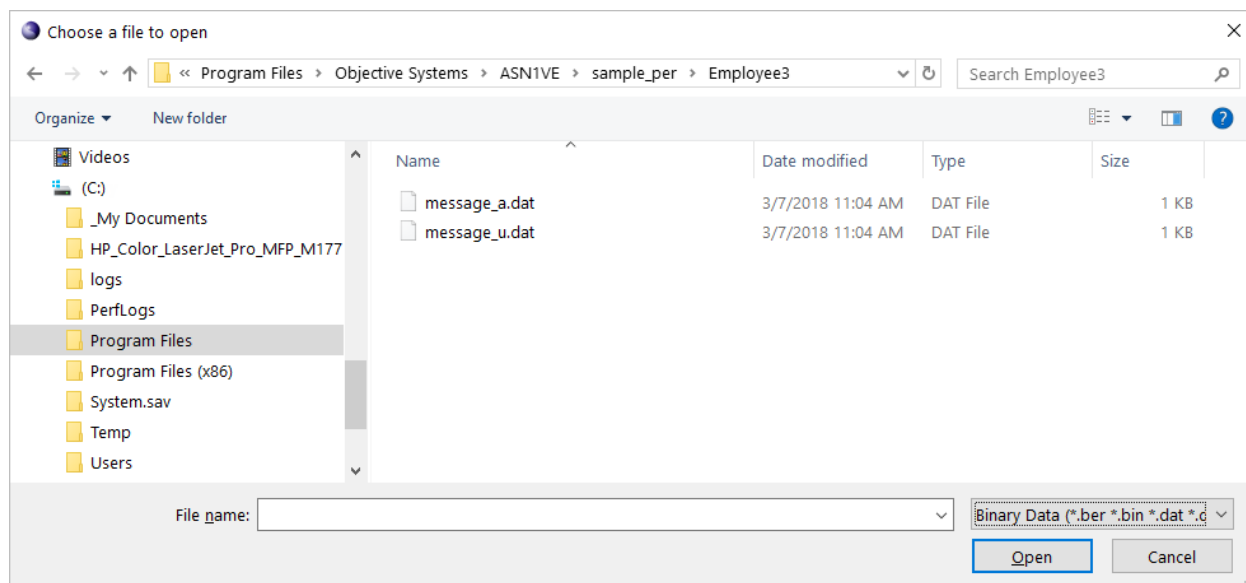 Choose a file to open
« Program Files › Objective Systems › ASN1VE › sample_per › Employee3
Search Employee3
Organize
New folder
Videos
(C:)
_My Documents
HP_Color_LaserJet_Pro_MFP_M177
logs
PerfLogs
Program Files
Program Files (x86)
System.sav
Temp
Users
Name Date modified Type Size
message_a.dat 3/7/2018 11:04 AM DAT File 1 KB
message_u.dat 3/7/2018 11:04 AM DAT File 1 KB
File name:
Binary Data (*.ber *.bin *.dat *.
Open Cancel